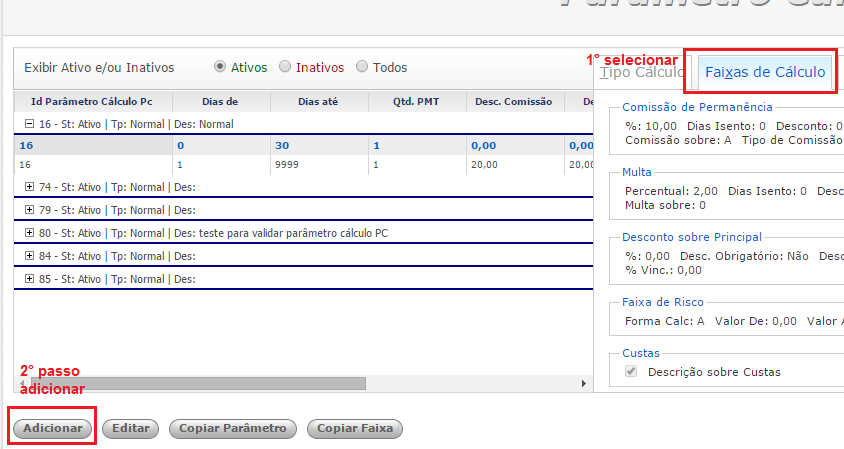 Exibir Ativo e/ou Inativos Ativos Inativos Todos
1° selecionar
Tipo Cálculo Faixas de Cálculo
Id Parâmetro Cálculo Pc Dias de Dias até Qtd. PMT Desc. Comissão De
16 - St: Ativo | Tp: Normal | Des: Normal
16 0 30 1 0,00 0,00
16 1 9999 1 20,00 20,00
74 - St: Ativo | Tp: Normal | Des:
79 - St: Ativo | Tp: Normal | Des:
80 - St: Ativo | Tp: Normal | Des: teste para validar parâmetro cálculo PC
84 - St: Ativo | Tp: Normal | Des:
85 - St: Ativo | Tp: Normal | Des:
Comissão de Permanência
%: 10,00 Dias Isento: 0 Desconto: 0
Comissão sobre: A Tipo de Comissão
Multa
Percentual: 2,00 Dias Isento: 0 Desc
Multa sobre: 0
Desconto sobre Principal
%: 0,00 Desc. Obrigatório: Não Desc
% Vinc.: 0,00
Faixa de Risco
Forma Calc: A Valor De: 0,00 Valor A
Custas
Descrição sobre Custas
2° passo
adicionar
Adicionar Editar Copiar Parâmetro Copiar Faixa